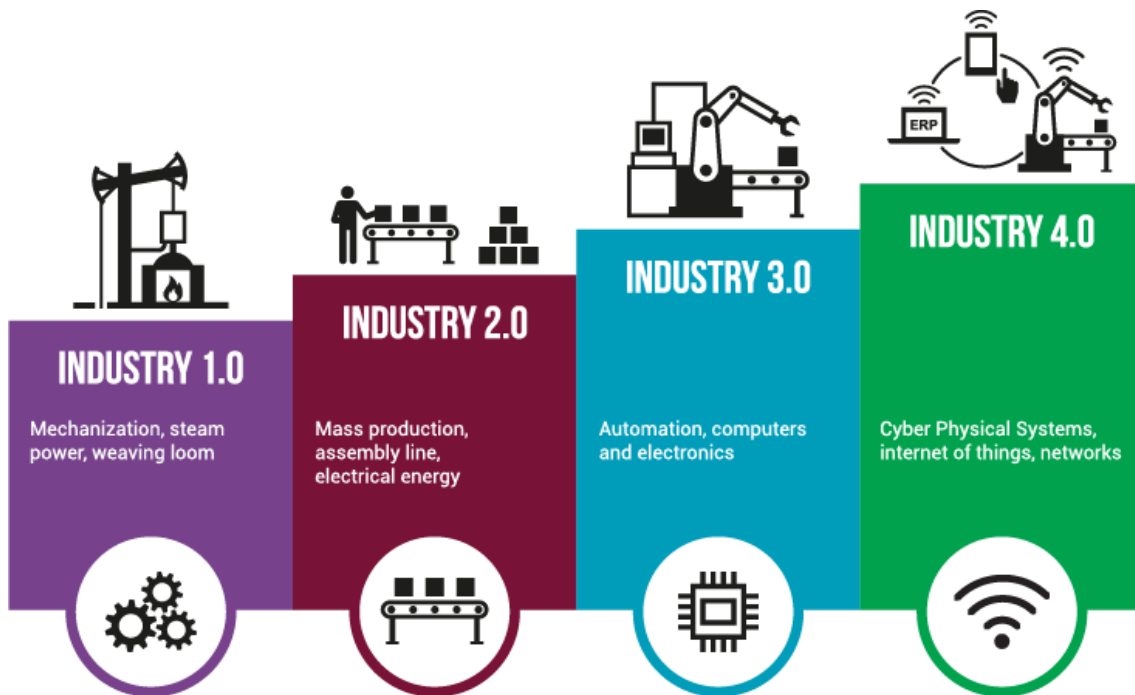 ERP
INDUSTRY 1.0
Mechanization, steam
power, weaving loom
INDUSTRY 2.0
Mass production,
assembly line,
electrical energy
INDUSTRY 3.0
Automation, computers
and electronics
INDUSTRY 4.0
Cyber Physical Systems,
internet of things, networks